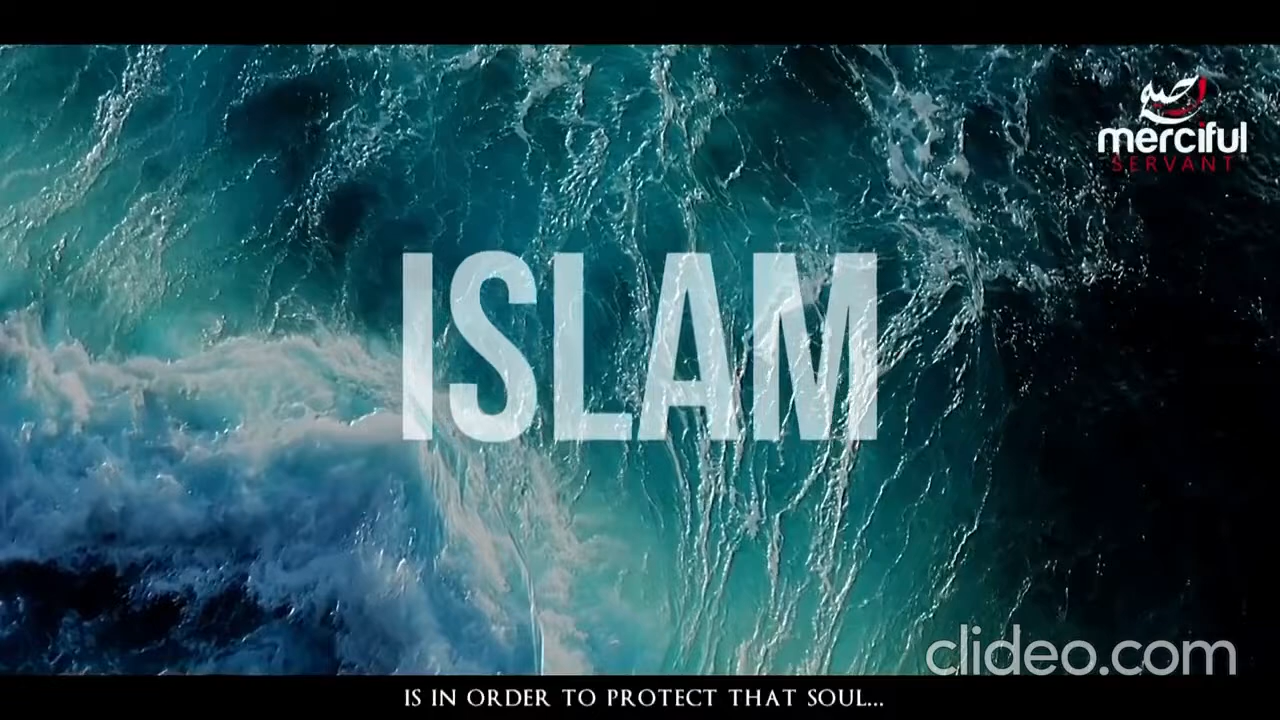 merciful
SERVANT
ISLAM
clideo.com
IS IN ORDER TO PROTECT THAT SOUL...